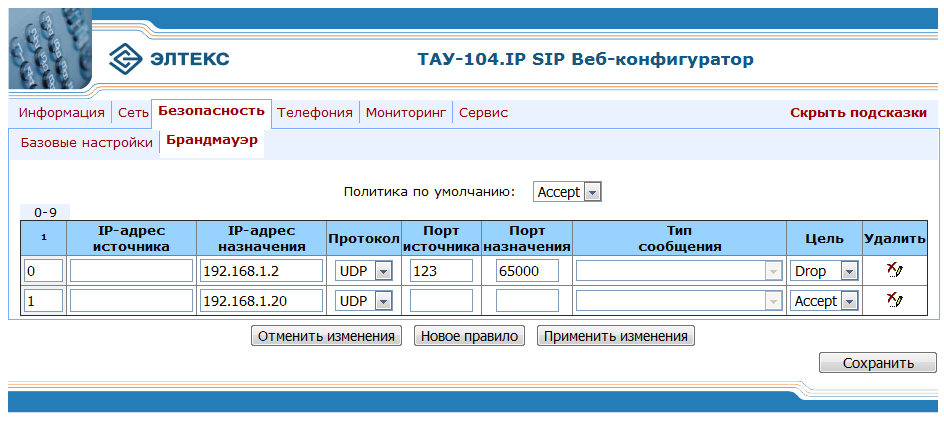 ЭЛТЕКС ТАУ-104.IP SIP Веб-конфигуратор
Информация Сеть Безопасность Телефония Мониторинг Сервис Скрыть подсказки
Базовые настройки Брандмауэр
Политика по умолчанию: Accept
0-9
1 IP-адрес источника IP-адрес назначения Протокол Порт источника Порт назначения Тип сообщения Цель Удалить
0 192.168.1.2 UDP 123 65000 Drop
1 192.168.1.20 UDP Accept
Отменить изменения Новое правило Применить изменения
Сохранить